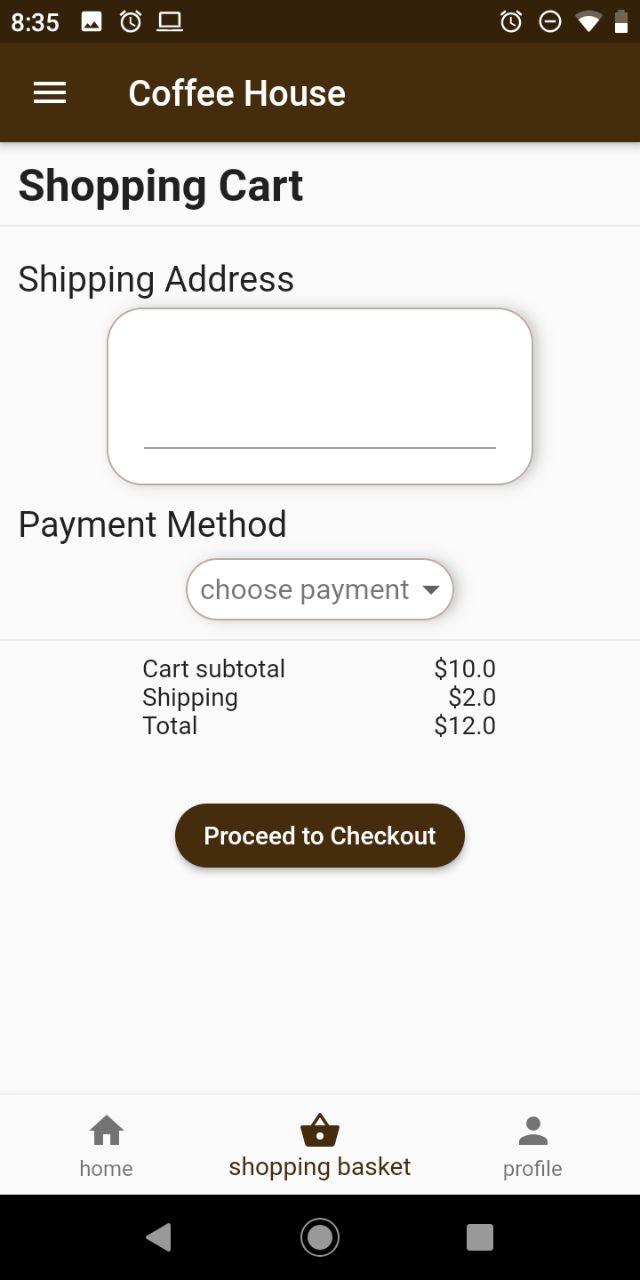 8:35
Coffee House
Shopping Cart
Shipping Address
Payment Method
choose payment
Cart subtotal $10.0
Shipping $2.0
Total $12.0
Proceed to Checkout
home shopping basket profile